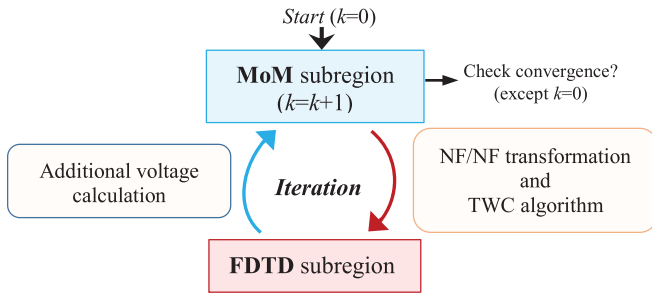 Start (k=0)
MoM subregion
(k=k+1)
Check convergence?
(except k=0)
Additional voltage
calculation
Iteration
NF/NF transformation
and
TWC algorithm
FDTD subregion